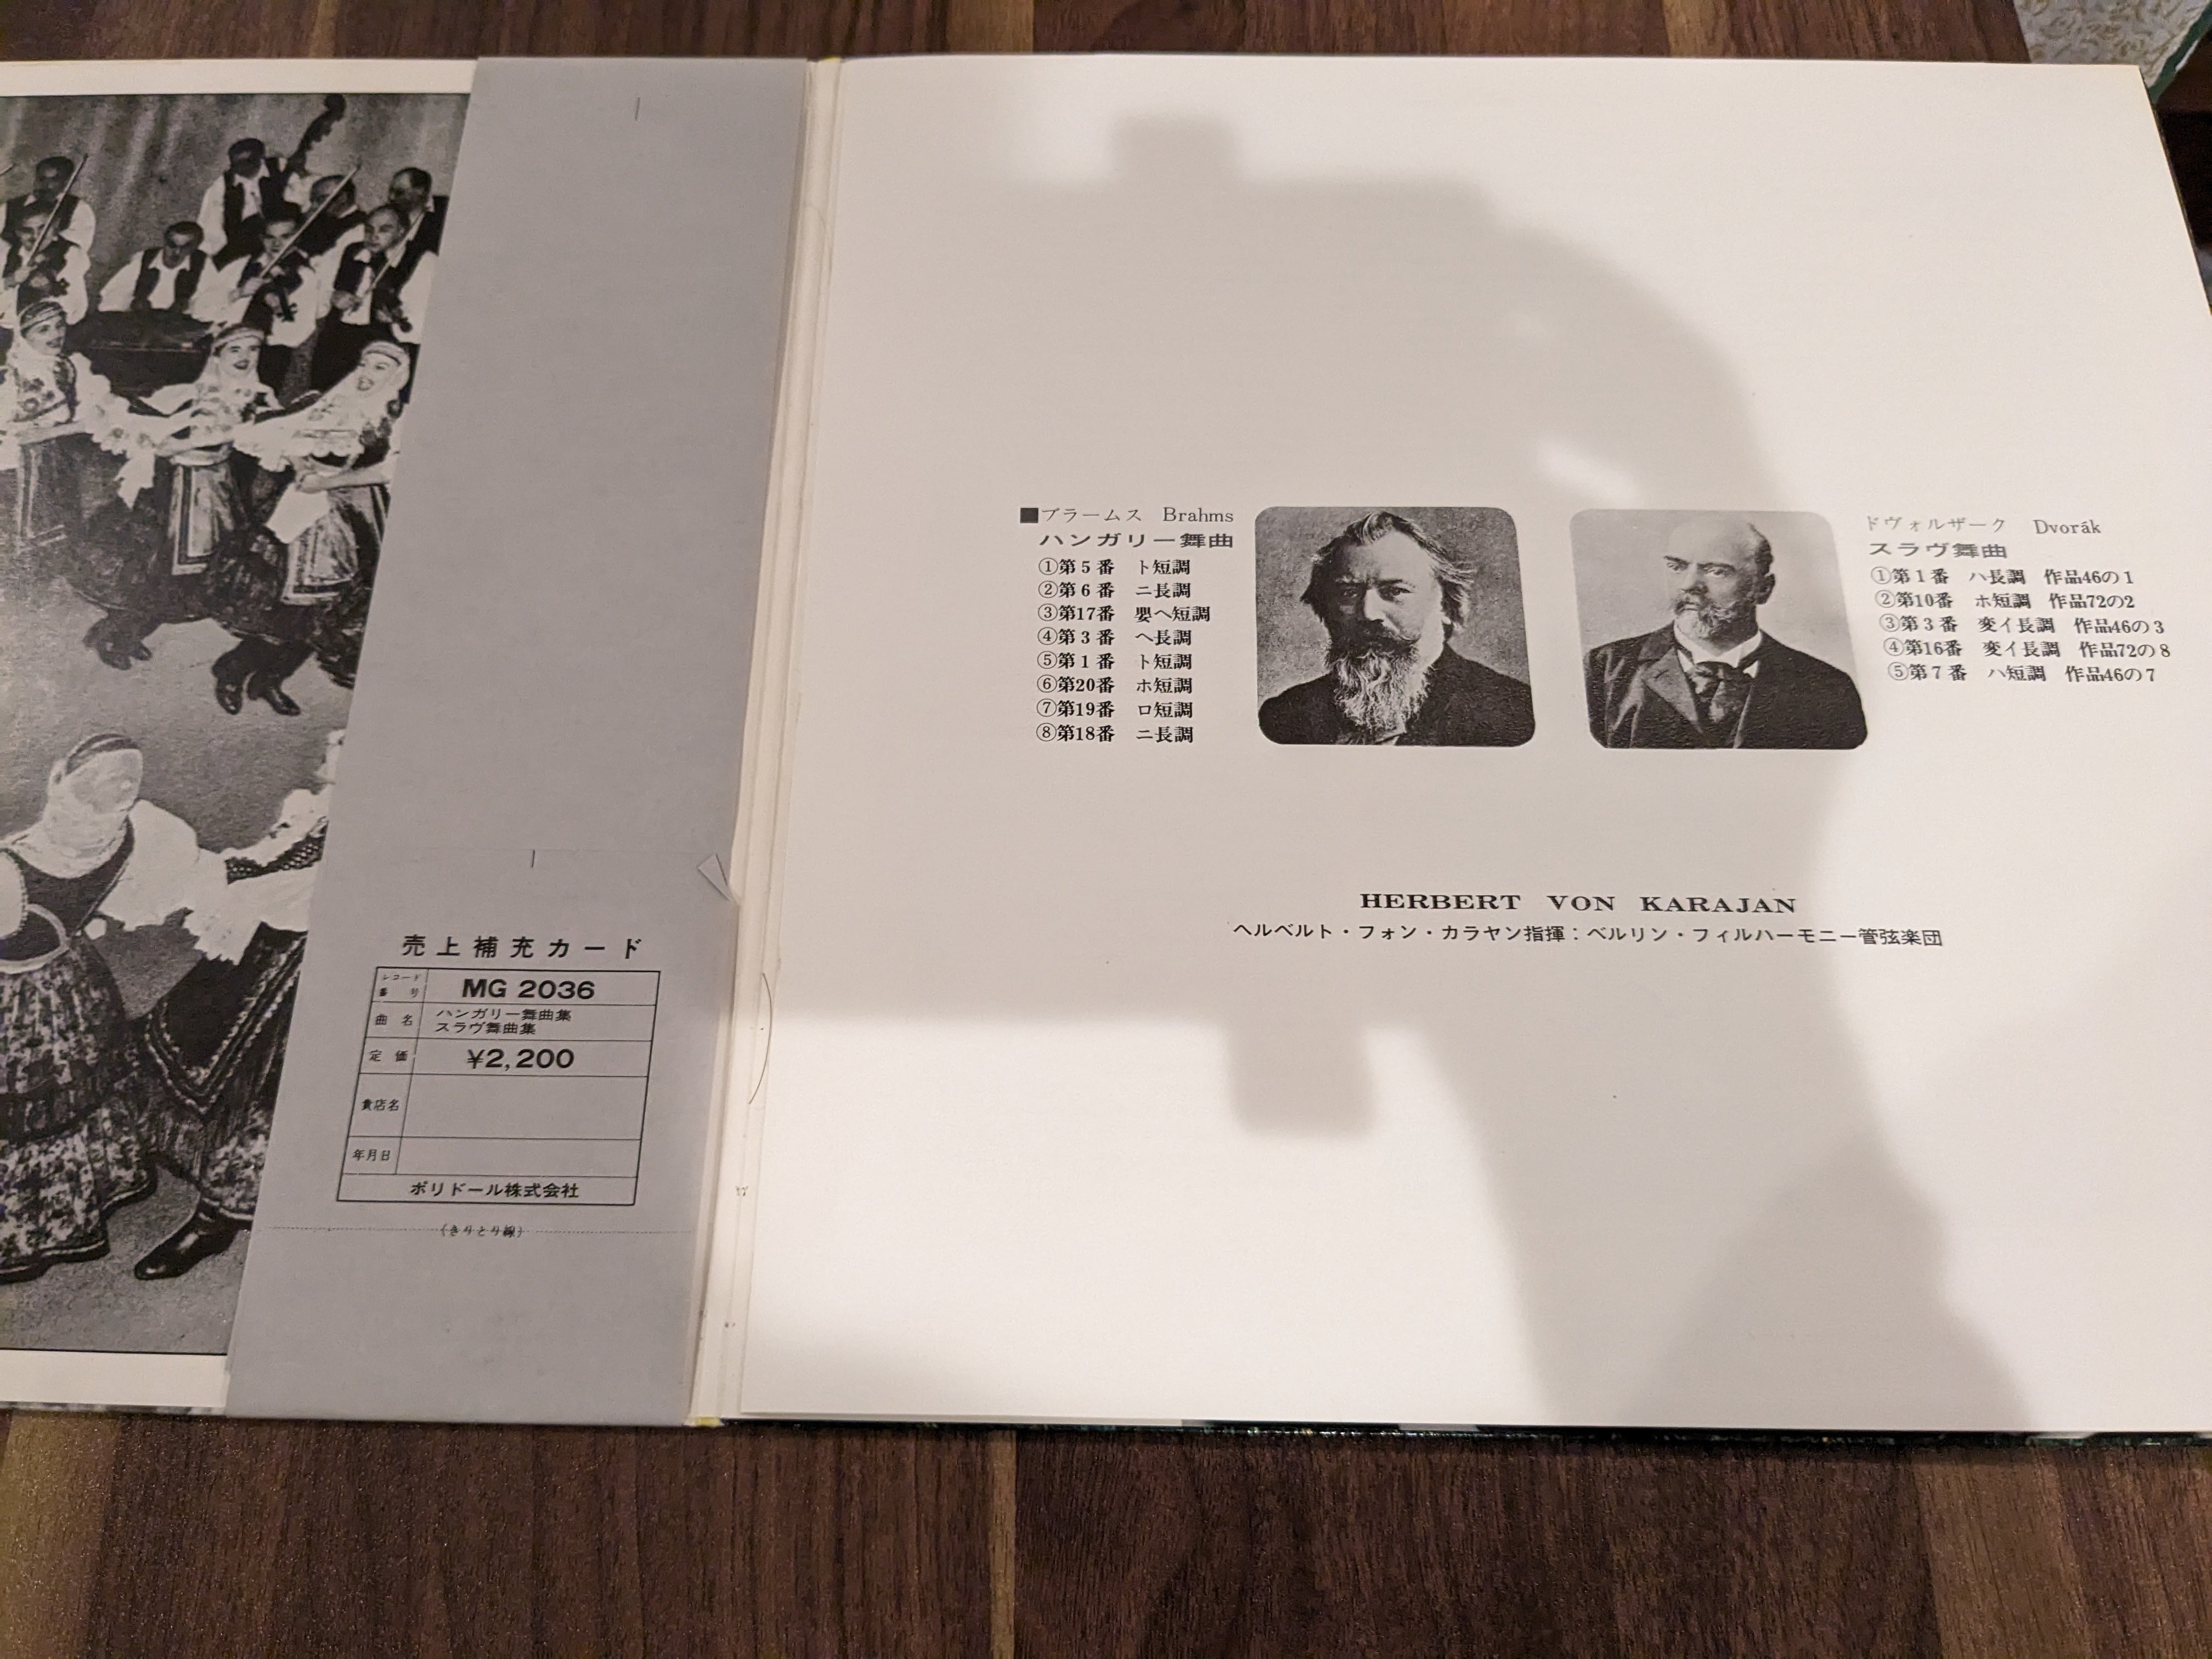 売上補充カード
レコード番号 MG 2036
曲名 ハンガリー舞曲集
スラヴ舞曲集
定価 ¥2,200
貴店名
年月日
ポリドール株式会社
(きりとり線)
■ブラームス Brahms
ハンガリー舞曲
①第5番 ト短調
②第6番 ニ長調
③第17番 嬰ヘ短調
④第3番 ヘ長調
⑤第1番 ト短調
⑥第20番 ホ短調
⑦第19番 ロ短調
⑧第18番 ニ長調
ドヴォルザーク Dvorák
スラヴ舞曲
①第1番 ハ長調 作品46の1
②第10番 ホ短調 作品72の2
③第3番 変イ長調 作品46の3
④第16番 変イ長調 作品72の8
⑤第7番 ハ短調 作品46の7
HERBERT VON KARAJAN
ヘルベルト・フォン・カラヤン指揮：ベルリン・フィルハーモニー管弦楽団